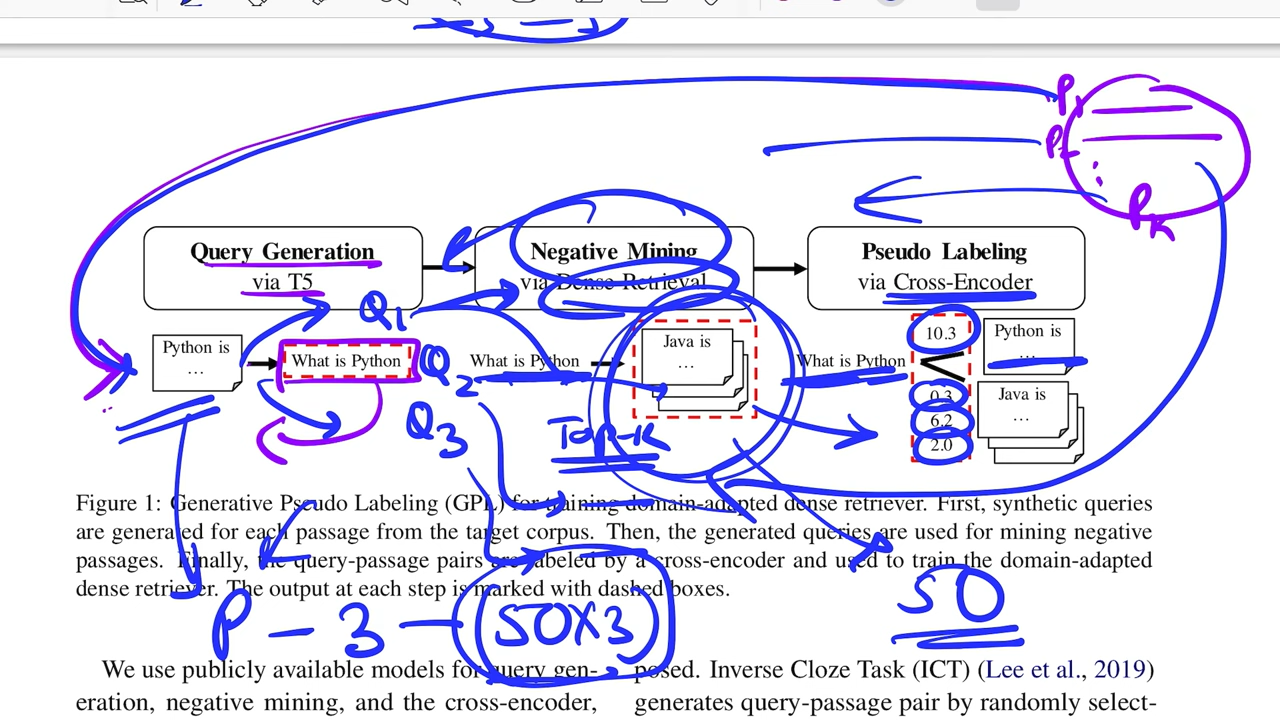 P1
P2
PK
Query Generation
via T5
Negative Mining
via Dense Retrieval
Pseudo Labeling
via Cross-Encoder
Q1
Q2
Q3
Python is
...
What is Python
What is Python
Java is
...
Top-K
What is Python
10.3
<
0.3
6.2
2.0
Python is
...
Java is
...
Figure 1: Generative Pseudo Labeling (GPL) for training domain-adapted dense retriever. First, synthetic queries
are generated for each passage from the target corpus. Then, the generated queries are used for mining negative
passages. Finally, the query-passage pairs are labeled by a cross-encoder and used to train the domain-adapted
dense retriever. The output at each step is marked with dashed boxes.
P - 3 - 50X3
50
We use publicly available models for query gen-
eration, negative mining, and the cross-encoder,
posed. Inverse Cloze Task (ICT) (Lee et al., 2019)
generates query-passage pair by randomly select-